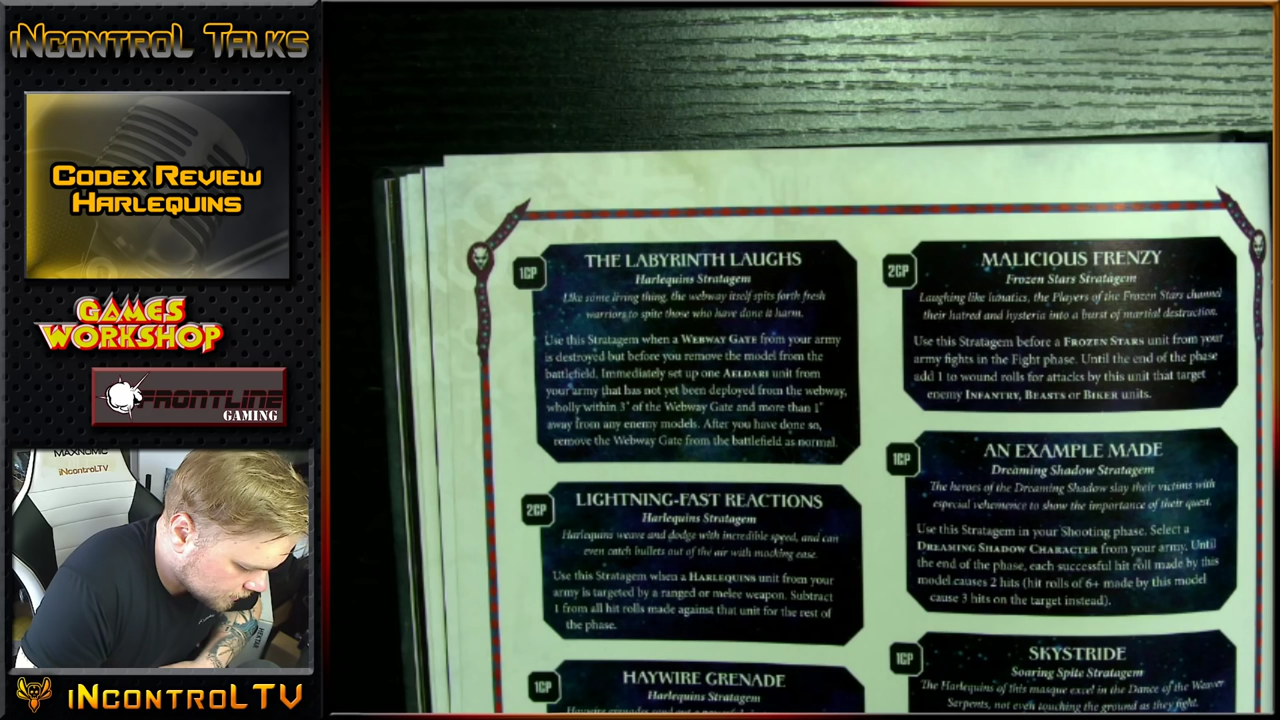 iNcontroL Talks
Codex Review
Harlequins
GAMES
WORKSHOP
FRONTLINE
GAMING
MAXNOMIC
iNcontroLTV
iNcontroLTV
1CP
THE LABYRINTH LAUGHS
Harlequins Stratagem
Like some living thing, the webway itself spits forth fresh
warriors to spite those who have done it harm.
Use this Stratagem when a WEBWAY GATE from your army
is destroyed but before you remove the model from the
battlefield. Immediately set up one AELDARI unit from
your army that has not yet been deployed from the webway,
wholly within 3" of the Webway Gate and more than 1"
away from any enemy models. After you have done so,
remove the Webway Gate from the battlefield as normal.
2CP
LIGHTNING-FAST REACTIONS
Harlequins Stratagem
Harlequins weave and dodge with incredible speed, and can
even catch bullets out of the air with mocking ease.
Use this Stratagem when a HARLEQUINS unit from your
army is targeted by a ranged or melee weapon. Subtract
1 from all hit rolls made against that unit for the rest of
the phase.
1CP
HAYWIRE GRENADE
Harlequins Stratagem
Haywire grenades send out a powerful
2CP
MALICIOUS FRENZY
Frozen Stars Stratagem
Laughing like lunatics, the Players of the Frozen Stars channel
their hatred and hysteria into a burst of martial destruction.
Use this Stratagem before a FROZEN STARS unit from your
army fights in the Fight phase. Until the end of the phase
add 1 to wound rolls for attacks by this unit that target
enemy INFANTRY, BEASTS or BIKER units.
1CP
AN EXAMPLE MADE
Dreaming Shadow Stratagem
The heroes of the Dreaming Shadow slay their victims with
especial vehemence to show the importance of their quest.
Use this Stratagem in your Shooting phase. Select a
DREAMING SHADOW CHARACTER from your army. Until
the end of the phase, each successful hit roll made by this
model causes 2 hits (hit rolls of 6+ made by this model
cause 3 hits on the target instead).
1CP
SKYSTRIDE
Soaring Spite Stratagem
The Harlequins of this masque excel in the Dance of the Weaver
Serpents, not even touching the ground as they fight.